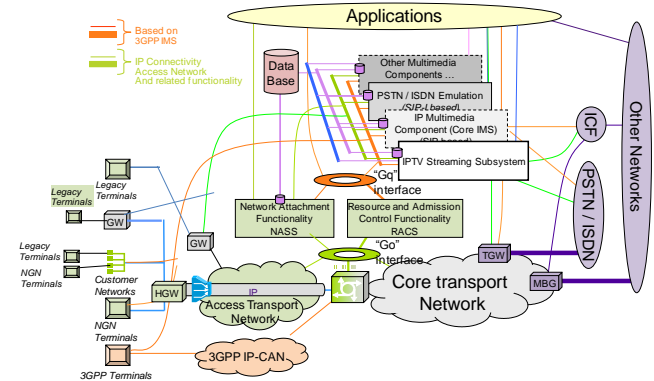 Applications
Based on
3GPP IMS
IP Connectivity
Access Network
And related functionality
Data
Base
Other Multimedia
Components ...
PSTN / ISDN Emulation
(SIP-I based)
IP Multimedia
Component (Core IMS)
(SIP based)
IPTV Streaming Subsystem
ICF
Other Networks
PSTN / ISDN
"Gq"
interface
Network Attachment
Functionality
NASS
Resource and Admission
Control Functionality
RACS
"Go"
interface
Legacy
Terminals
Legacy
Terminals
GW
GW
Legacy
Terminals
NGN
Terminals
Customer
Networks
HGW
IP
Access Transport
Network
Core transport
Network
TGW
MBG
NGN
Terminals
3GPP IP-CAN
3GPP Terminals